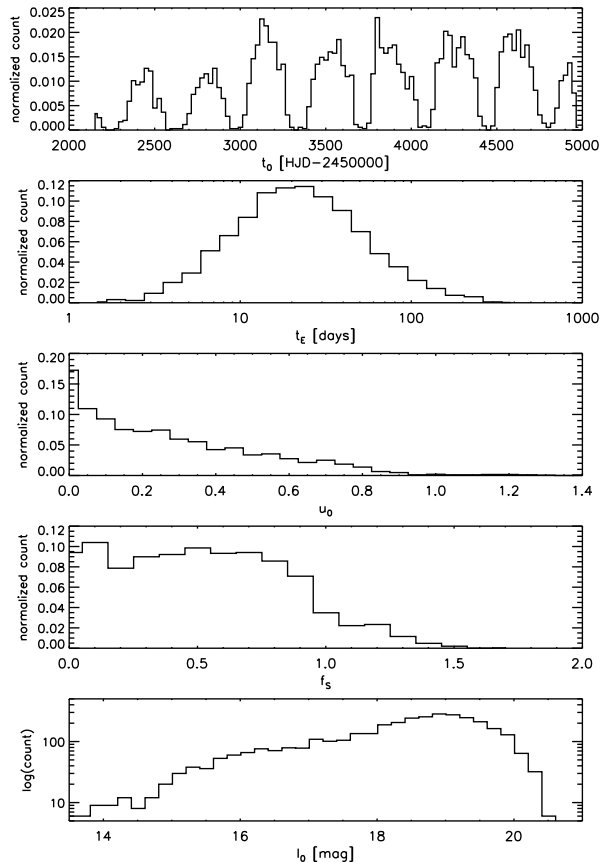 0.025
0.020
0.015
0.010
0.005
0.000
normalized count
2000 2500 3000 3500 4000 4500 5000
t₀ [HJD-2450000]
0.12
0.10
0.08
0.06
0.04
0.02
0.00
normalized count
1 10 100 1000
t_E [days]
0.20
0.15
0.10
0.05
0.00
normalized count
0.0 0.2 0.4 0.6 0.8 1.0 1.2 1.4
u₀
0.12
0.10
0.08
0.06
0.04
0.02
0.00
normalized count
0.0 0.5 1.0 1.5 2.0
f_S
100
10
log(count)
14 16 18 20
I₀ [mag]